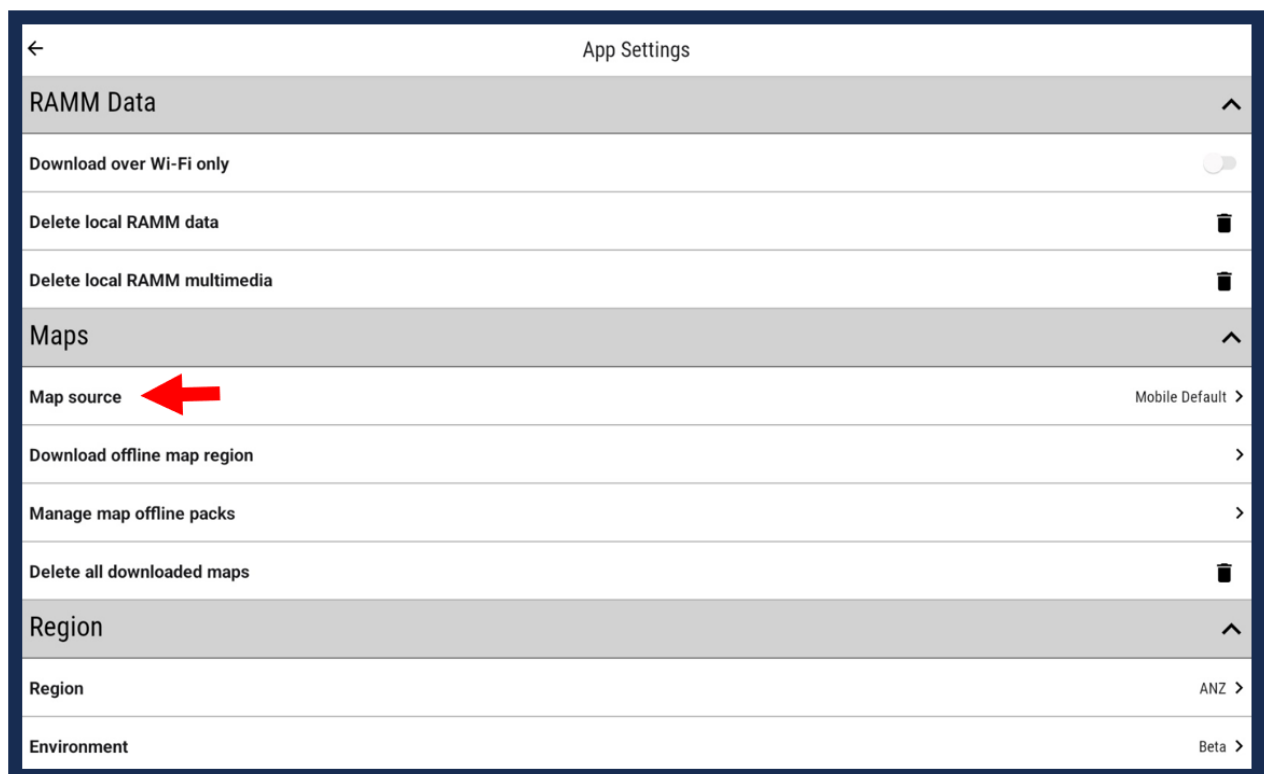 App Settings
RAMM Data
Download over Wi-Fi only
Delete local RAMM data
Delete local RAMM multimedia
Maps
Map source Mobile Default
Download offline map region
Manage map offline packs
Delete all downloaded maps
Region
Region ANZ
Environment Beta